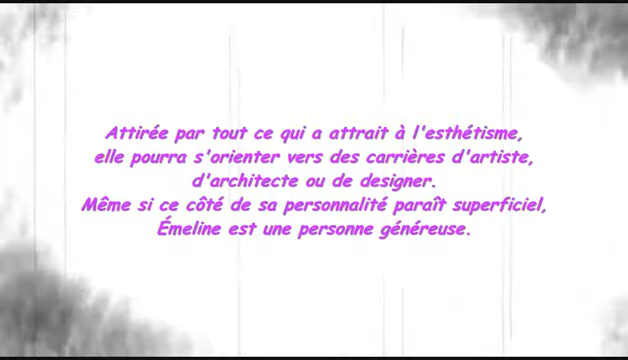 Attirée par tout ce qui a attrait à l'esthétisme,
elle pourra s'orienter vers des carrières d'artiste,
d'architecte ou de designer.
Même si ce côté de sa personnalité paraît superficiel,
Émeline est une personne généreuse.